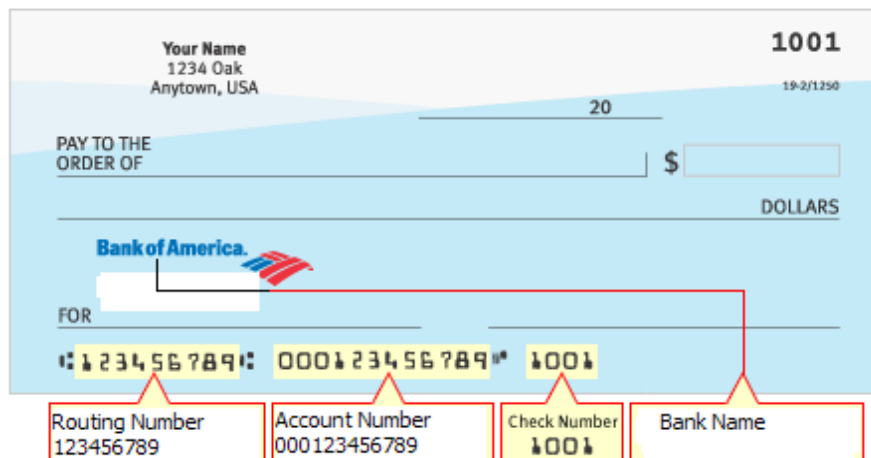 Your Name
1234 Oak
Anytown, USA
1001
19-2/1250
20
PAY TO THE
ORDER OF
$
DOLLARS
Bank of America.
FOR
⑆123456789⑆ 000123456789⑈ 1001
Routing Number
123456789
Account Number
000123456789
Check Number
1001
Bank Name